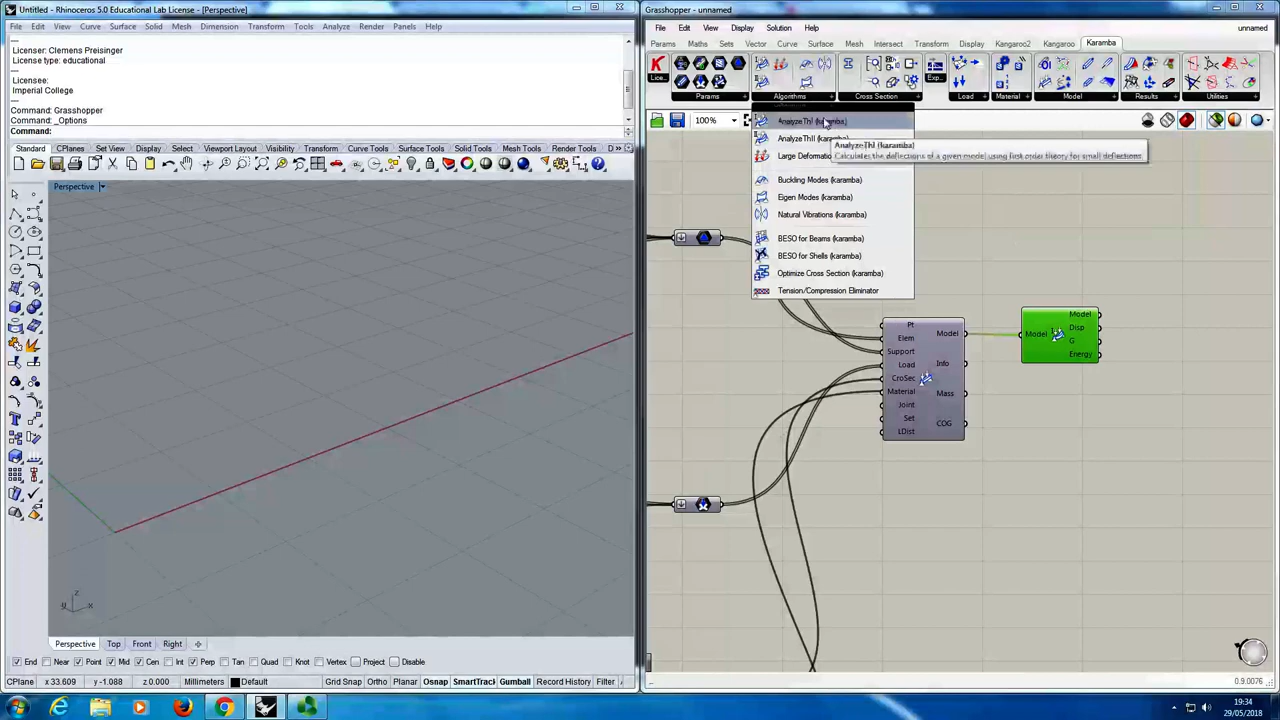 Untitled - Rhinoceros 5.0 Educational Lab License - [Perspective]
File Edit View Curve Surface Solid Mesh Dimension Transform Tools Analyze Render Panels Help
---
Licenser: Clemens Preisinger
License type: educational
---
Licensee:
Imperial College
---
Command: Grasshopper
Command: _Options
Command:
Standard CPlanes Set View Display Select Viewport Layout Visibility Transform Curve Tools Surface Tools Solid Tools Mesh Tools
Perspective
z
y x
Perspective Top Front Right
End Near Point Mid Cen Int Perp Tan Quad Knot Vertex Project Disable
CPlane x 33.609 y -1.088 z 0.000 Millimeters Default Grid Snap Ortho Planar Osnap SmartTrack Gumball Record History Filter
Grasshopper - unnamed
File Edit View Display Solution Help unnamed
Params Maths Sets Vector Curve Surface Mesh Intersect Transform Display Kangaroo2 Kangaroo Karamba
Lice... Exp...
Params Algorithms Cross Section Load Material Model Results Utilities
100%
AnalyzeThI (karamba)
AnalyzeThII (karamba)
Large Deformatio
Buckling Modes (karamba)
Eigen Modes (karamba)
Natural Vibrations (karamba)
BESO for Beams (karamba)
BESO for Shells (karamba)
Optimize Cross Section (karamba)
Tension/Compression Eliminator
AnalyzeThI (karamba)
Calculates the deflections of a given model using first order theory for small deflections.
Pt
Elem
Support
Load
CroSec
Material
Joint
Set
LDist
Model
Info
Mass
COG
Model
Model
Disp
G
Energy
0.9.0076
19:34
29/05/2018